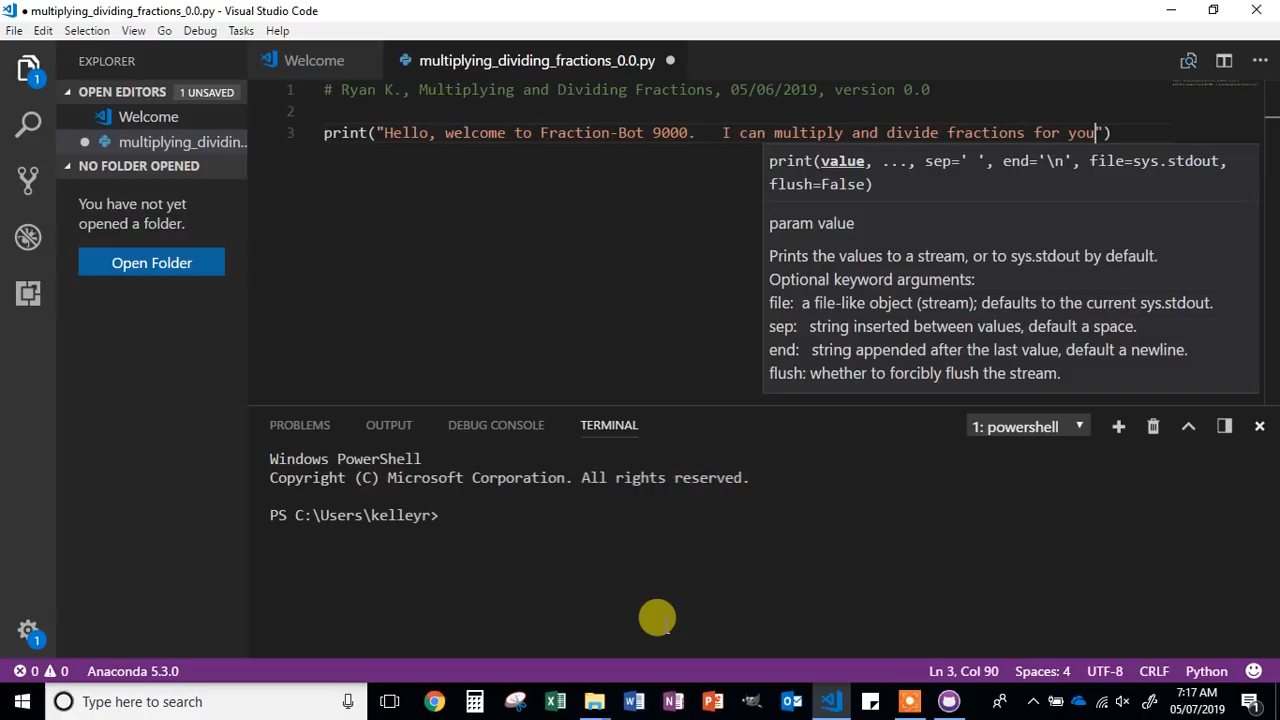 ● multiplying_dividing_fractions_0.0.py - Visual Studio Code
File Edit Selection View Go Debug Tasks Help
EXPLORER
Welcome
multiplying_dividing_fractions_0.0.py ●
OPEN EDITORS 1 UNSAVED
Welcome
● multiplying_dividin...
NO FOLDER OPENED
You have not yet
opened a folder.
Open Folder
1 # Ryan K., Multiplying and Dividing Fractions, 05/06/2019, version 0.0
2
3 print("Hello, welcome to Fraction-Bot 9000.   I can multiply and divide fractions for you")
print(value, ..., sep=' ', end='\n', file=sys.stdout,
flush=False)
param value
Prints the values to a stream, or to sys.stdout by default.
Optional keyword arguments:
file: a file-like object (stream); defaults to the current sys.stdout.
sep: string inserted between values, default a space.
end: string appended after the last value, default a newline.
flush: whether to forcibly flush the stream.
PROBLEMS OUTPUT DEBUG CONSOLE TERMINAL
1: powershell
Windows PowerShell
Copyright (C) Microsoft Corporation. All rights reserved.
PS C:\Users\kelleyr>
1
1
0 0 Anaconda 5.3.0
Ln 3, Col 90 Spaces: 4 UTF-8 CRLF Python
Type here to search
7:17 AM
05/07/2019
1